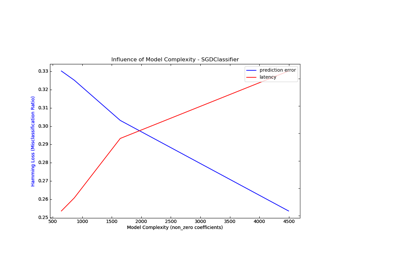 Influence of Model Complexity - SGDClassifier
prediction error
latency
0.33
0.32
0.31
0.30
0.29
0.28
0.27
0.26
0.25
Hamming Loss (Misclassification Ratio)
500 1000 1500 2000 2500 3000 3500 4000 4500
Model Complexity (non_zero coefficients)